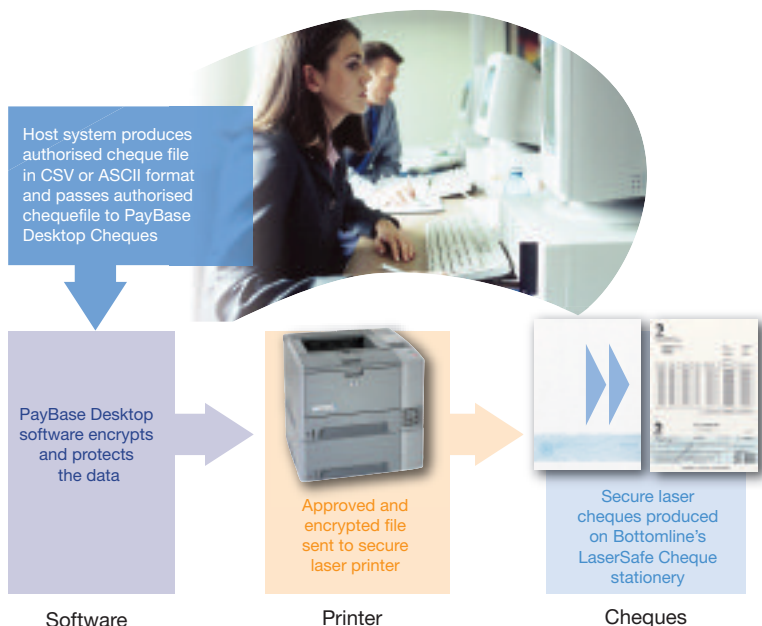 Host system produces
authorised cheque file
in CSV or ASCII format
and passes authorised
chequefile to PayBase
Desktop Cheques
PayBase Desktop
software encrypts
and protects
the data
Approved and
encrypted file
sent to secure
laser printer
Secure laser
cheques produced
on Bottomline's
LaserSafe Cheque
stationery
Software
Printer
Cheques